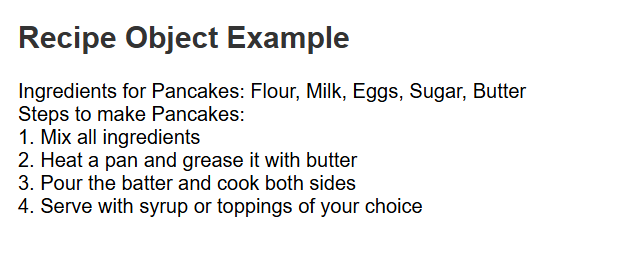 Recipe Object Example
Ingredients for Pancakes: Flour, Milk, Eggs, Sugar, Butter
Steps to make Pancakes:
1. Mix all ingredients
2. Heat a pan and grease it with butter
3. Pour the batter and cook both sides
4. Serve with syrup or toppings of your choice